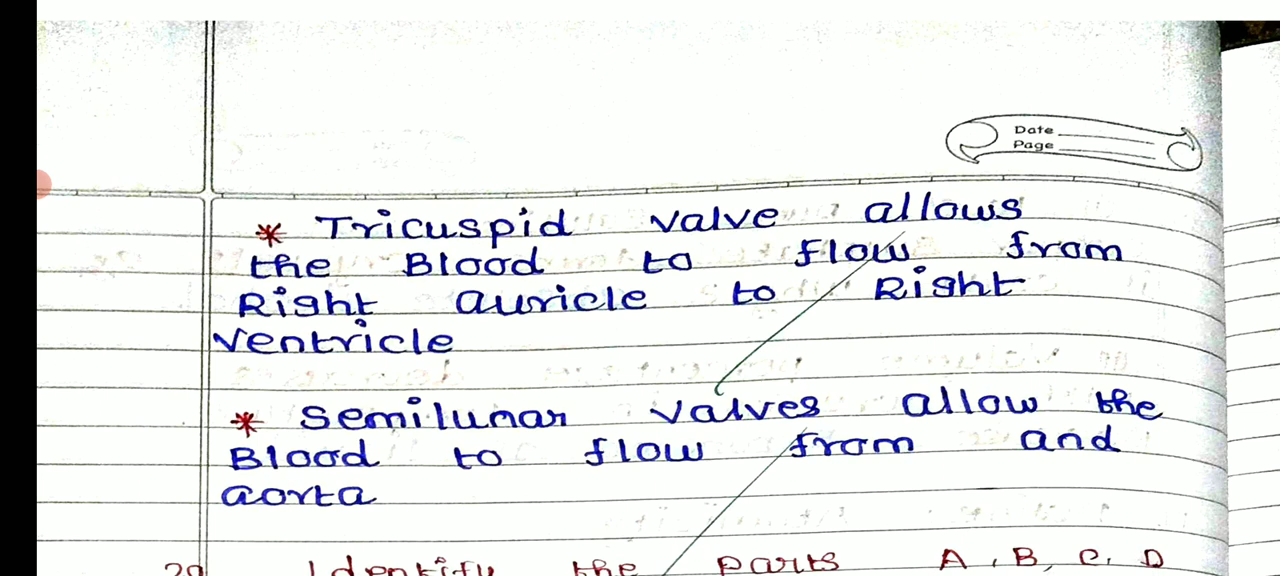 Date
Page
* Tricuspid valve allows
the Blood to flow from
Right auricle to Right
ventricle
* Semilunar valves allow the
Blood to flow from and
aorta
29 Identify the parts A, B, C, D